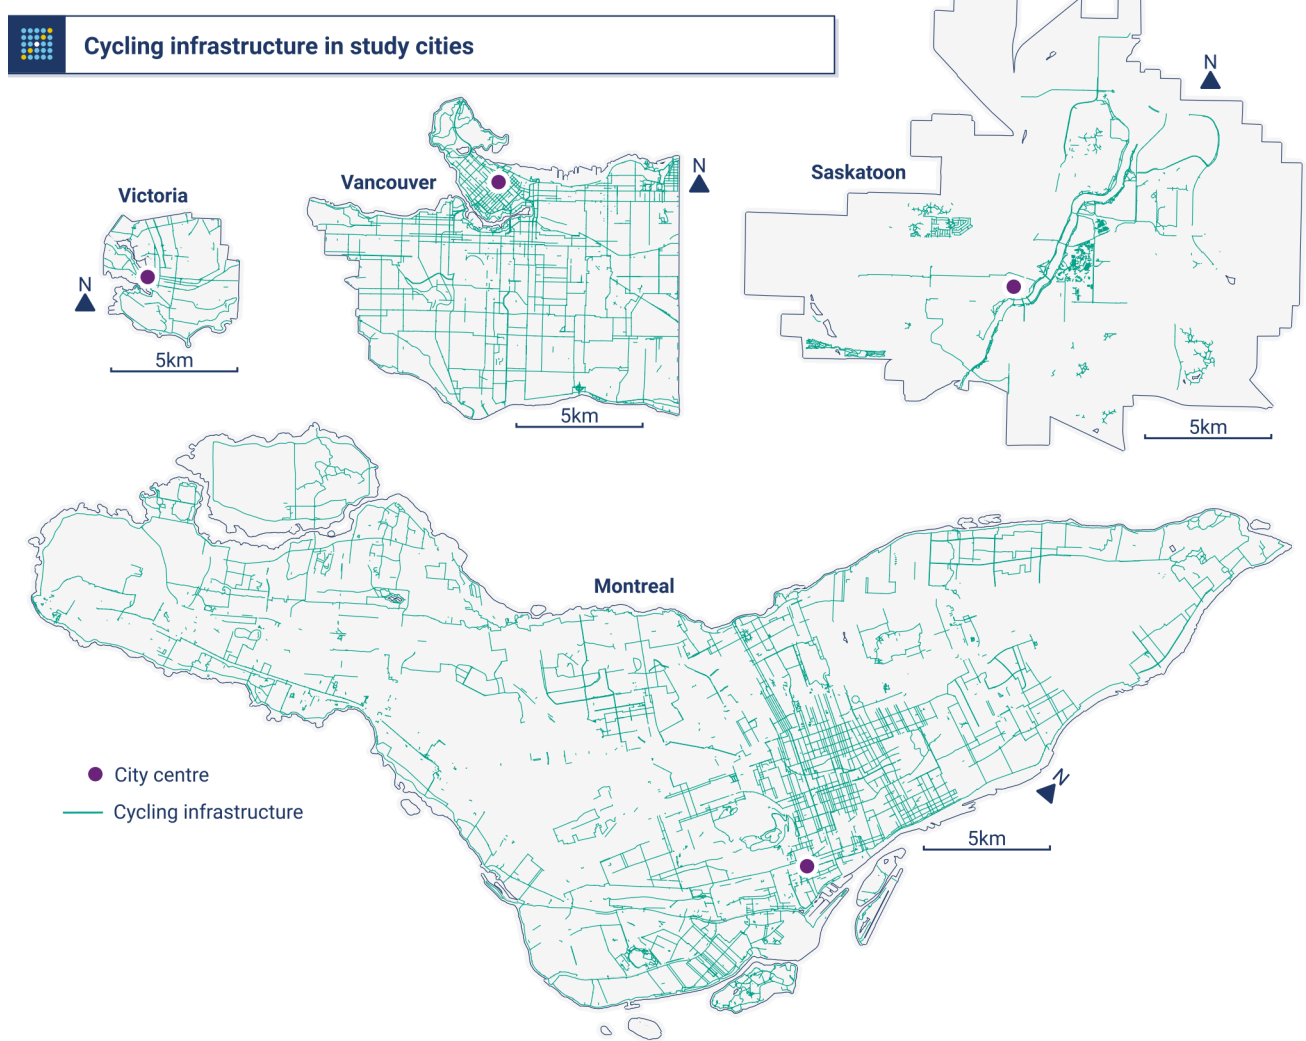 Cycling infrastructure in study cities
N
Saskatoon
Vancouver
N
Victoria
N
5km
5km
5km
Montreal
City centre
Cycling infrastructure
N
5km